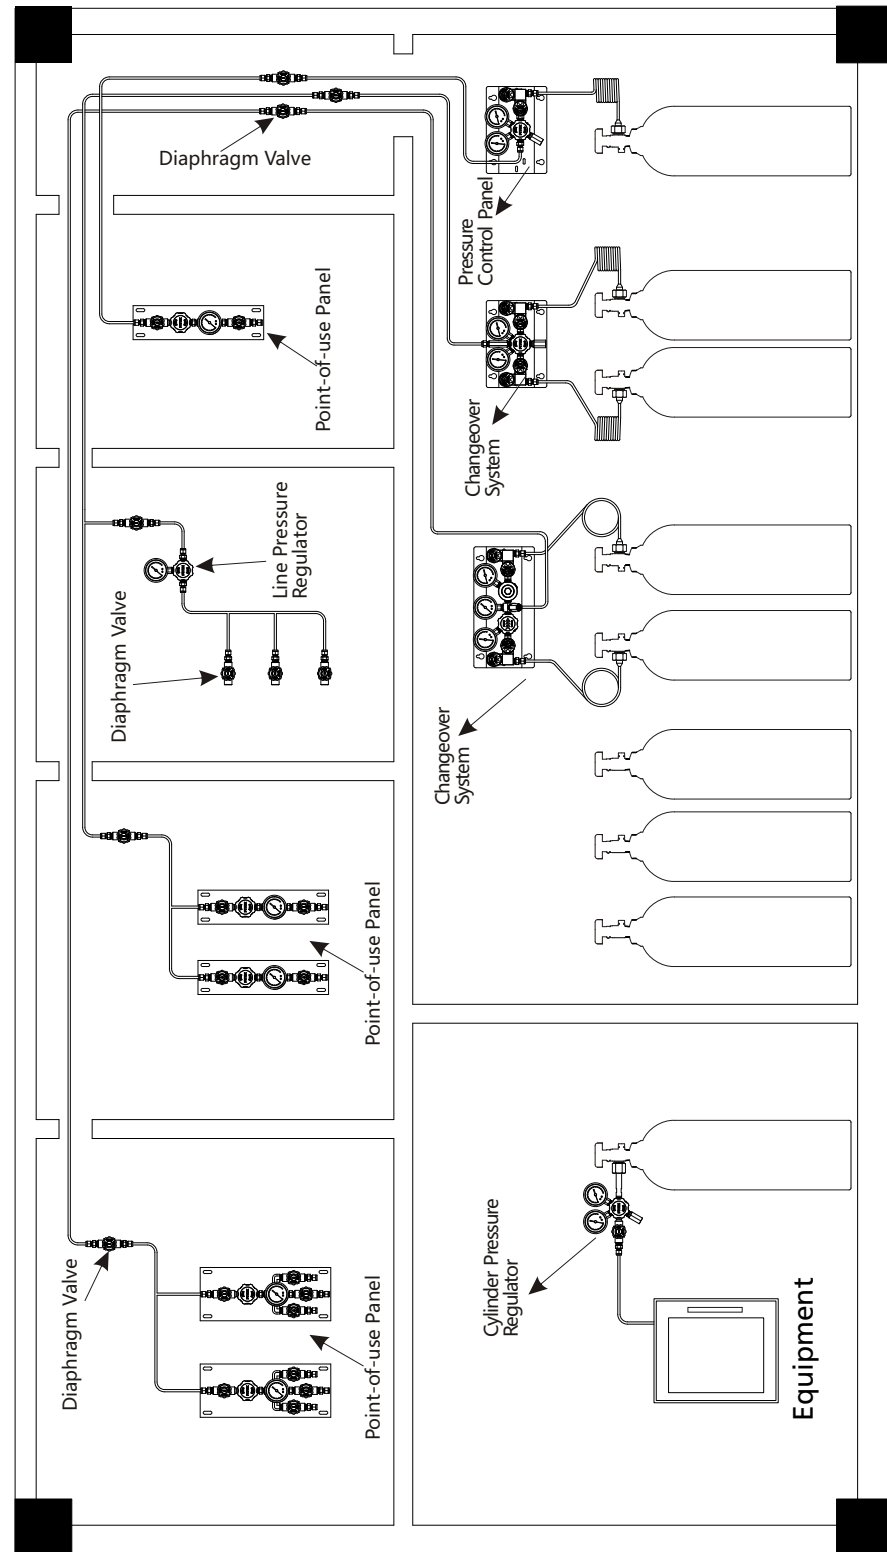 Diaphragm Valve
Pressure
Control Panel
Point-of-use Panel
Changeover
System
Line Pressure
Regulator
Diaphragm Valve
Changeover
System
Point-of-use Panel
Cylinder Pressure
Regulator
Diaphragm Valve
Point-of-use Panel
Equipment